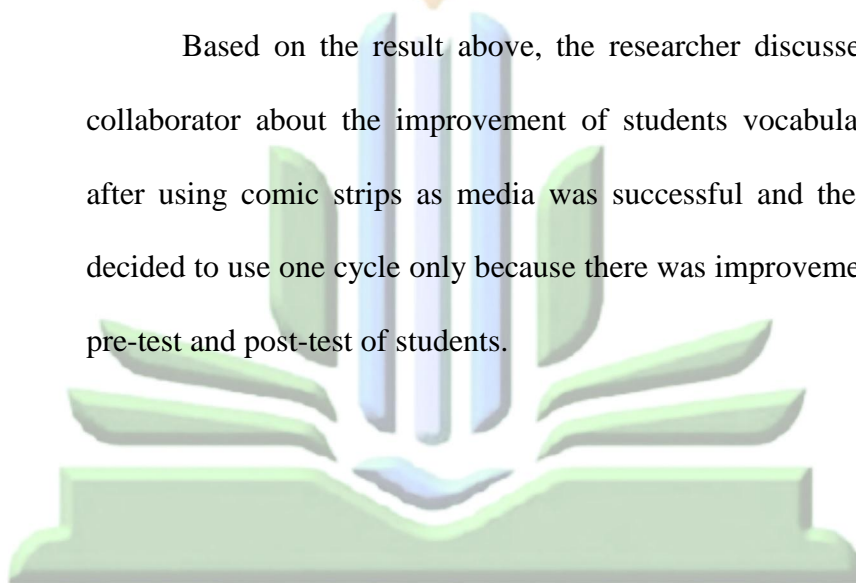 Based on the result above, the researcher discusse
collaborator about the improvement of students vocabula
after using comic strips as media was successful and the
decided to use one cycle only because there was improveme
pre-test and post-test of students.